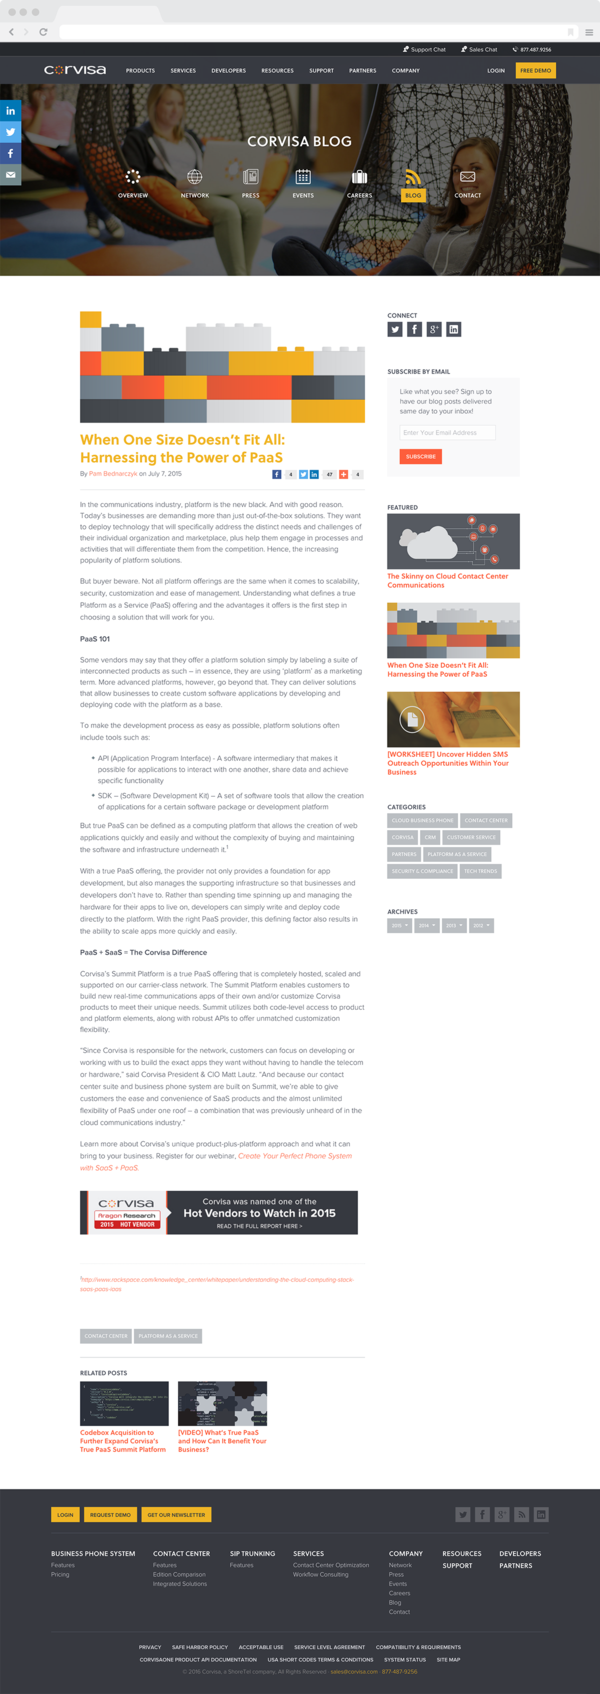 Support Chat Sales Chat 877.487.9256
corvisa PRODUCTS SERVICES DEVELOPERS RESOURCES SUPPORT PARTNERS COMPANY LOGIN FREE DEMO
CORVISA BLOG
OVERVIEW NETWORK PRESS EVENTS CAREERS BLOG CONTACT
When One Size Doesn't Fit All:
Harnessing the Power of PaaS
By Pam Bednarczyk on July 7, 2015
4 47 4
In the communications industry, platform is the new black. And with good reason.
Today's businesses are demanding more than just out-of-the-box solutions. They want
to deploy technology that will specifically address the distinct needs and challenges of
their individual organization and marketplace, plus help them engage in processes and
activities that will differentiate them from the competition. Hence, the increasing
popularity of platform solutions.
But buyer beware. Not all platform offerings are the same when it comes to scalability,
security, customization and ease of management. Understanding what defines a true
Platform as a Service (PaaS) offering and the advantages it offers is the first step in
choosing a solution that will work for you.
PaaS 101
Some vendors may say that they offer a platform solution simply by labeling a suite of
interconnected products as such – in essence, they are using 'platform' as a marketing
term. More advanced platforms, however, go beyond that. They can deliver solutions
that allow businesses to create custom software applications by developing and
deploying code with the platform as a base.
To make the development process as easy as possible, platform solutions often
include tools such as:
• API (Application Program Interface) - A software intermediary that makes it
possible for applications to interact with one another, share data and achieve
specific functionality
• SDK – (Software Development Kit) – A set of software tools that allow the creation
of applications for a certain software package or development platform
But true PaaS can be defined as a computing platform that allows the creation of web
applications quickly and easily and without the complexity of buying and maintaining
the software and infrastructure underneath it.1
With a true PaaS offering, the provider not only provides a foundation for app
development, but also manages the supporting infrastructure so that businesses and
developers don't have to. Rather than spending time spinning up and managing the
hardware for their apps to live on, developers can simply write and deploy code
directly to the platform. With the right PaaS provider, this defining factor also results in
the ability to scale apps more quickly and easily.
PaaS + SaaS = The Corvisa Difference
Corvisa's Summit Platform is a true PaaS offering that is completely hosted, scaled and
supported on our carrier-class network. The Summit Platform enables customers to
build new real-time communications apps of their own and/or customize Corvisa
products to meet their unique needs. Summit utilizes both code-level access to product
and platform elements, along with robust APIs to offer unmatched customization
flexibility.
"Since Corvisa is responsible for the network, customers can focus on developing or
working with us to build the exact apps they want without having to handle the telecom
or hardware," said Corvisa President & CIO Matt Lautz. "And because our contact
center suite and business phone system are built on Summit, we're able to give
customers the ease and convenience of SaaS products and the almost unlimited
flexibility of PaaS under one roof – a combination that was previously unheard of in the
cloud communications industry."
Learn more about Corvisa's unique product-plus-platform approach and what it can
bring to your business. Register for our webinar, Create Your Perfect Phone System
with SaaS + PaaS.
corvisa
Aragon Research
2015 HOT VENDOR
Corvisa was named one of the
Hot Vendors to Watch in 2015
READ THE FULL REPORT HERE >
1http://www.rackspace.com/knowledge_center/whitepaper/understanding-the-cloud-computing-stack-
saas-paas-iaas
CONTACT CENTER PLATFORM AS A SERVICE
RELATED POSTS
Codebox Acquisition to
Further Expand Corvisa's
True PaaS Summit Platform
[VIDEO] What's True PaaS
and How Can It Benefit Your
Business?
CONNECT
SUBSCRIBE BY EMAIL
Like what you see? Sign up to
have our blog posts delivered
same day to your inbox!
Enter Your Email Address
SUBSCRIBE
FEATURED
The Skinny on Cloud Contact Center
Communications
When One Size Doesn't Fit All:
Harnessing the Power of PaaS
[WORKSHEET] Uncover Hidden SMS
Outreach Opportunities Within Your
Business
CATEGORIES
CLOUD BUSINESS PHONE CONTACT CENTER
CORVISA CRM CUSTOMER SERVICE
PARTNERS PLATFORM AS A SERVICE
SECURITY & COMPLIANCE TECH TRENDS
ARCHIVES
2015 2014 2013 2012
LOGIN REQUEST DEMO GET OUR NEWSLETTER
BUSINESS PHONE SYSTEM
Features
Pricing
CONTACT CENTER
Features
Edition Comparison
Integrated Solutions
SIP TRUNKING
Features
SERVICES
Contact Center Optimization
Workflow Consulting
COMPANY
Network
Press
Events
Careers
Blog
Contact
RESOURCES
SUPPORT
DEVELOPERS
PARTNERS
PRIVACY SAFE HARBOR POLICY ACCEPTABLE USE SERVICE LEVEL AGREEMENT COMPATIBILITY & REQUIREMENTS
CORVISAONE PRODUCT API DOCUMENTATION USA SHORT CODES TERMS & CONDITIONS SYSTEM STATUS SITE MAP
© 2016 Corvisa, a ShoreTel company, All Rights Reserved · sales@corvisa.com · 877-487-9256